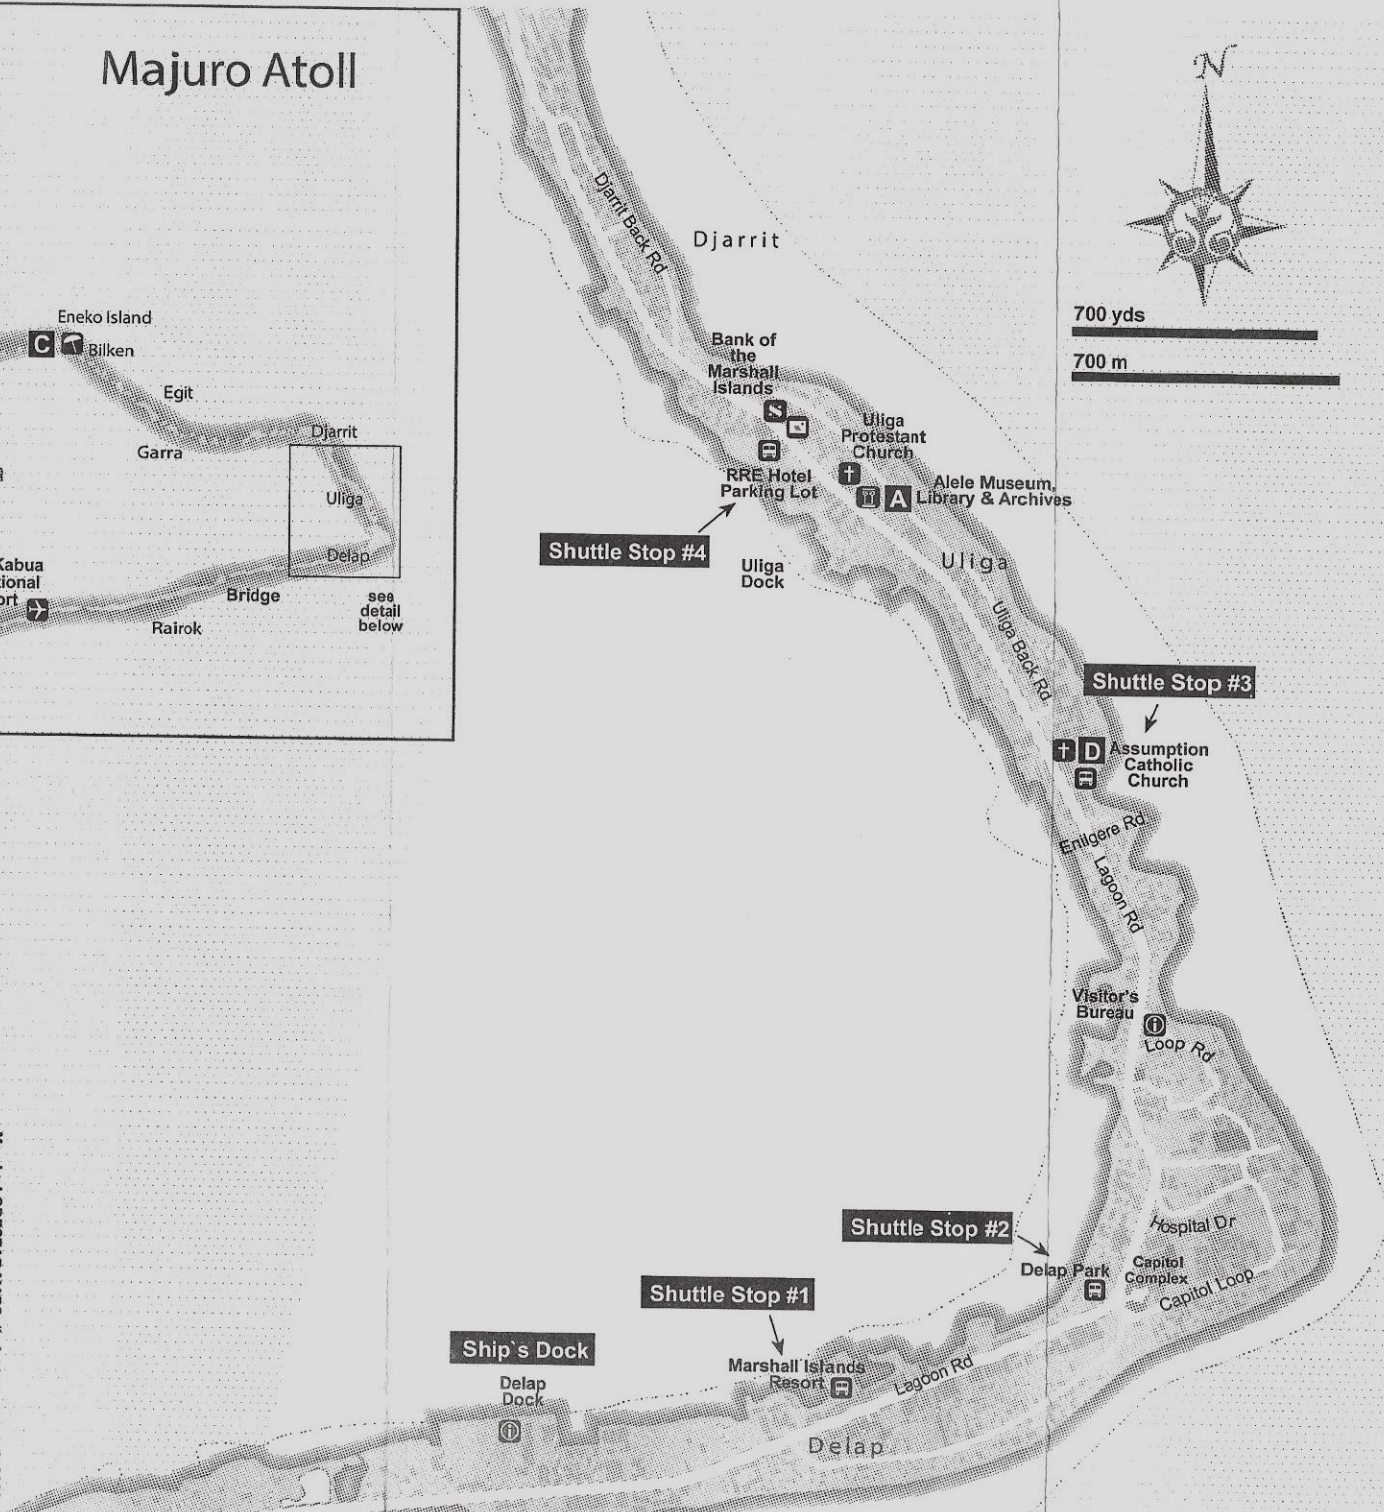 Majuro Atoll
Eneko Island
C
Bilken
Egit
Garra
Djarrit
Uliga
Delap
Kabua
Bridge
see
detail
below
Rairok
N
700 yds
700 m
Djarrit Back Rd
Djarrit
Bank of
the
Marshall
Islands
Uliga
Protestant
Church
RRE Hotel
Parking Lot
A
Alele Museum,
Library & Archives
Shuttle Stop #4
Uliga
Dock
Uliga
Uliga Back Rd
Shuttle Stop #3
D
Assumption
Catholic
Church
Enilgere Rd
Lagoon Rd
Visitor's
Bureau
Loop Rd
Hospital Dr
Shuttle Stop #2
Delap Park
Capitol
Complex
Capitol Loop
Shuttle Stop #1
Marshall Islands
Resort
Lagoon Rd
Ship`s Dock
Delap
Dock
Delap